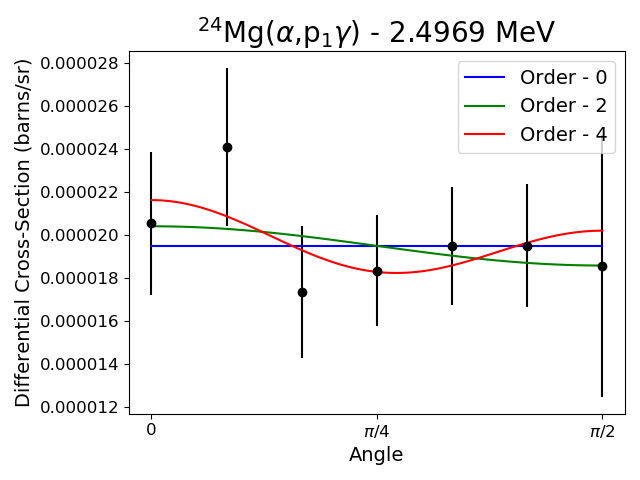 ²⁴Mg(α,p₁γ) - 2.4969 MeV
Differential Cross-Section (barns/sr)
0.000028
0.000026
0.000024
0.000022
0.000020
0.000018
0.000016
0.000014
0.000012
Order - 0
Order - 2
Order - 4
0
π/4
π/2
Angle